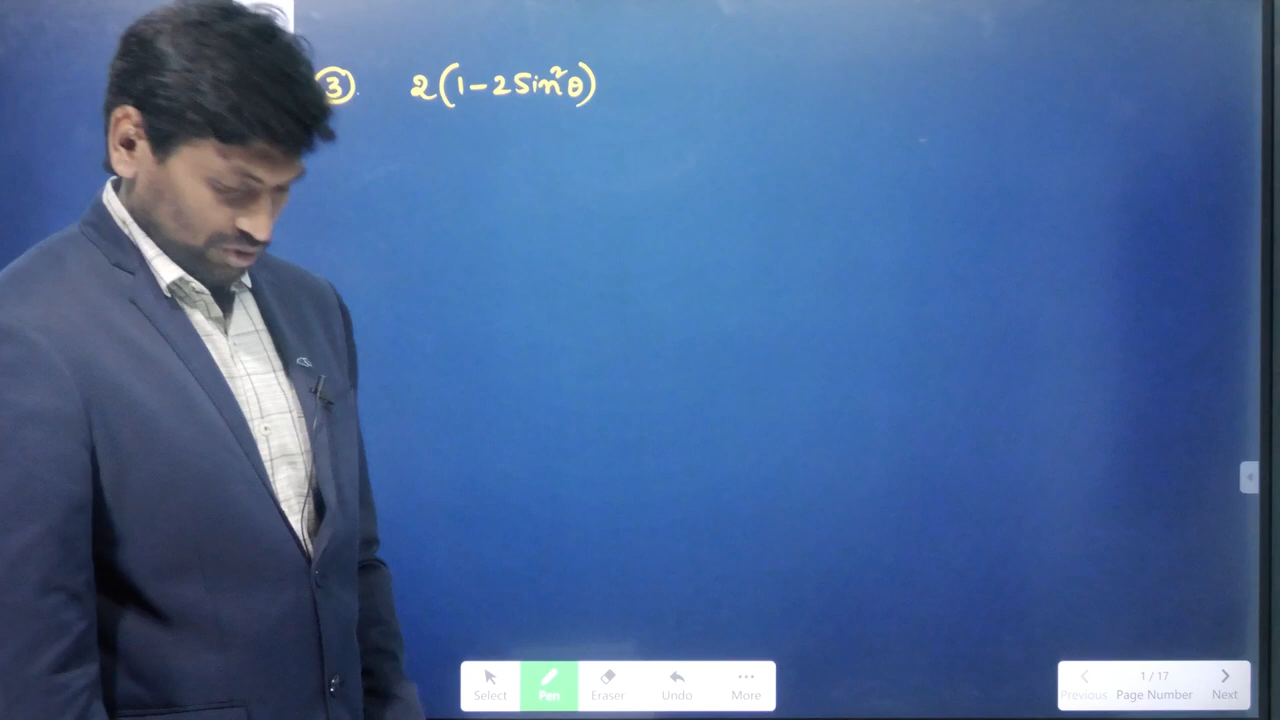 ③. 2(1-2Sin²θ)
Select Pen Eraser Undo More
Previous 1 / 17 Page Number Next